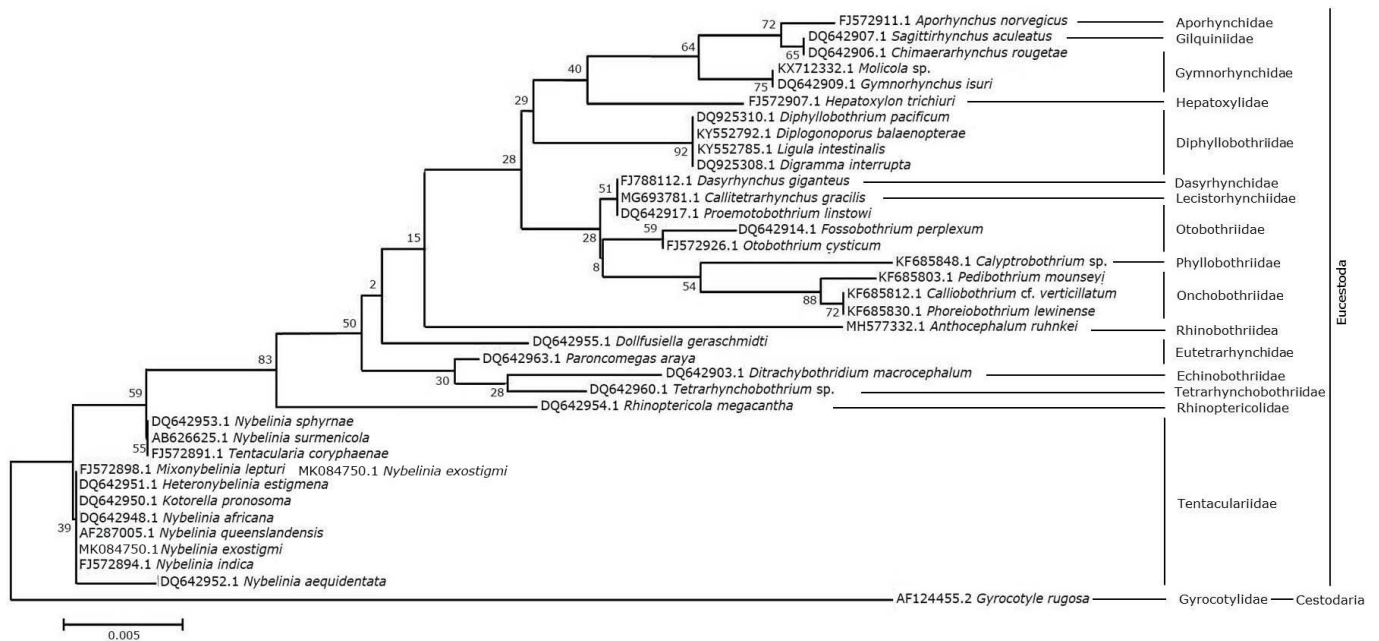 FJ572911.1 Aporhynchus norvegicus Aporhynchidae
DQ642907.1 Sagittirhynchus aculeatus Gilquiniidae
DQ642906.1 Chimaerarhynchus rougetae
KX712332.1 Molicola sp.
Gymnorhynchidae
DQ642909.1 Gymnorhynchus isuri
FJ572907.1 Hepatoxylon trichiuri Hepatoxylidae
DQ925310.1 Diphyllobothrium pacificum
KY552792.1 Diplogonoporus balaenopterae
Diphyllobothriidae
KY552785.1 Ligula intestinalis
DQ925308.1 Digramma interrupta
FJ788112.1 Dasyrhynchus giganteus Dasyrhynchidae
MG693781.1 Callitetrarhynchus gracilis Lecistorhynchiidae
DQ642917.1 Proemotobothrium linstowi
DQ642914.1 Fossobothrium perplexum Otobothriidae
FJ572926.1 Otobothrium cysticum
KF685848.1 Calyptrobothrium sp. Phyllobothriidae
KF685803.1 Pedibothrium mounseyi
KF685812.1 Calliobothrium cf. verticillatum Onchobothriidae
KF685830.1 Phoreiobothrium lewinense
MH577332.1 Anthocephalum ruhnkei Rhinobothriidea
DQ642955.1 Dollfusiella geraschmidti
Eutetrarhynchidae
DQ642963.1 Paroncomegas araya
DQ642903.1 Ditrachybothridium macrocephalum Echinobothriidae
DQ642960.1 Tetrarhynchobothrium sp. Tetrarhynchobothriidae
DQ642954.1 Rhinoptericola megacantha Rhinoptericolidae
DQ642953.1 Nybelinia sphyrnae
AB626625.1 Nybelinia surmenicola
FJ572891.1 Tentacularia coryphaenae
FJ572898.1 Mixonybelinia lepturi MK084750.1 Nybelinia exostigmi
DQ642951.1 Heteronybelinia estigmena
DQ642950.1 Kotorella pronosoma Tentaculariidae
DQ642948.1 Nybelinia africana
AF287005.1 Nybelinia queenslandensis
MK084750.1 Nybelinia exostigmi
FJ572894.1 Nybelinia indica
DQ642952.1 Nybelinia aequidentata
AF124455.2 Gyrocotyle rugosa Gyrocotylidae Cestodaria
Eucestoda
72
65
64
75
40
29
92
28
51
28
59
8
54
88
72
15
2
50
30
28
83
59
55
39
0.005